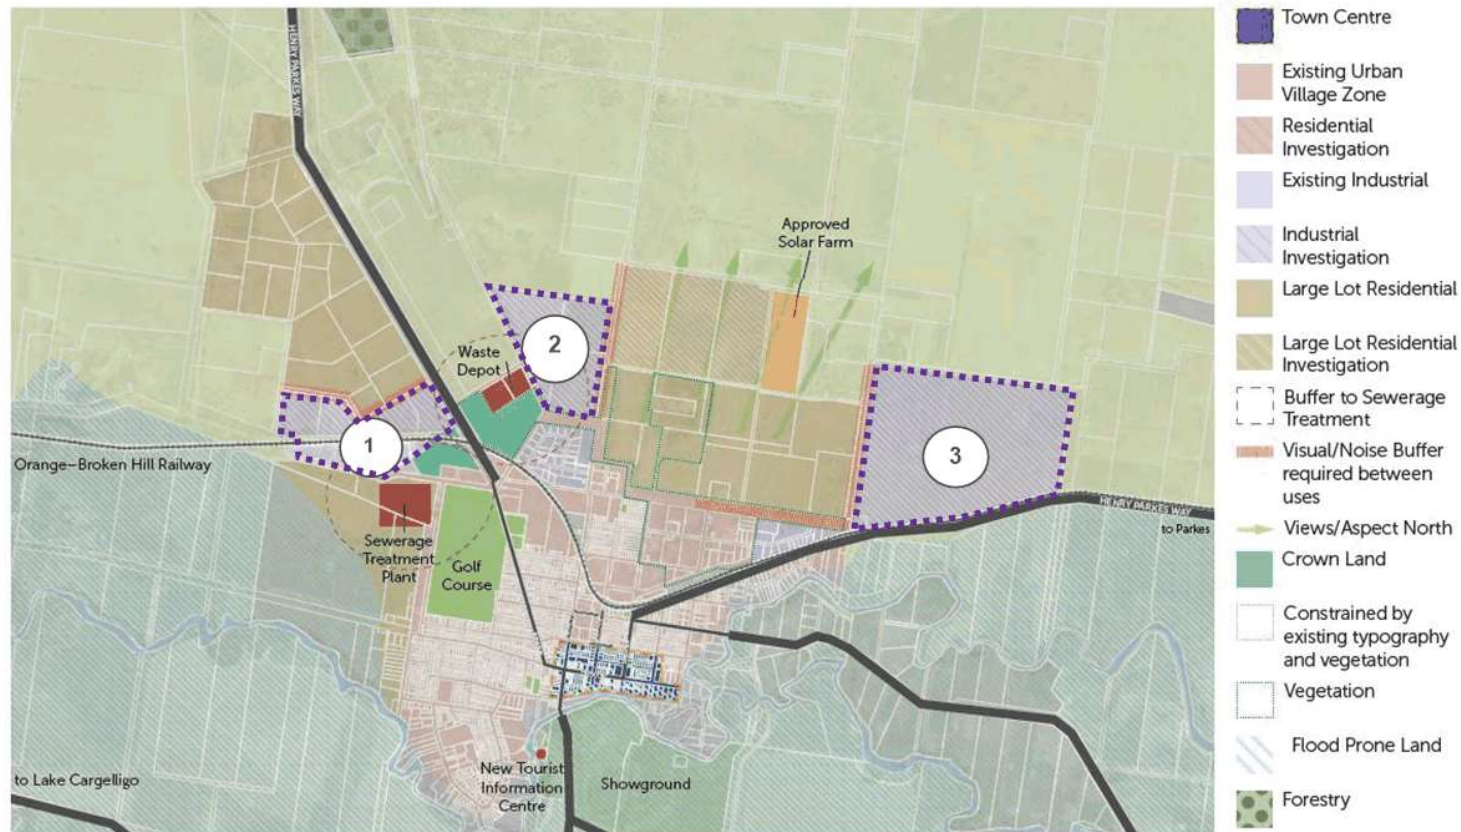 HENRY PARKES WAY
Approved
Solar Farm
Waste
Depot
2
1
3
Orange–Broken Hill Railway
HENRY PARKES WAY
to Parkes
Sewerage
Treatment
Plant
Golf
Course
New Tourist
Information
Centre
Showground
to Lake Cargelligo
Town Centre
Existing Urban
Village Zone
Residential
Investigation
Existing Industrial
Industrial
Investigation
Large Lot Residential
Large Lot Residential
Investigation
Buffer to Sewerage
Treatment
Visual/Noise Buffer
required between
uses
Views/Aspect North
Crown Land
Constrained by
existing typography
and vegetation
Vegetation
Flood Prone Land
Forestry